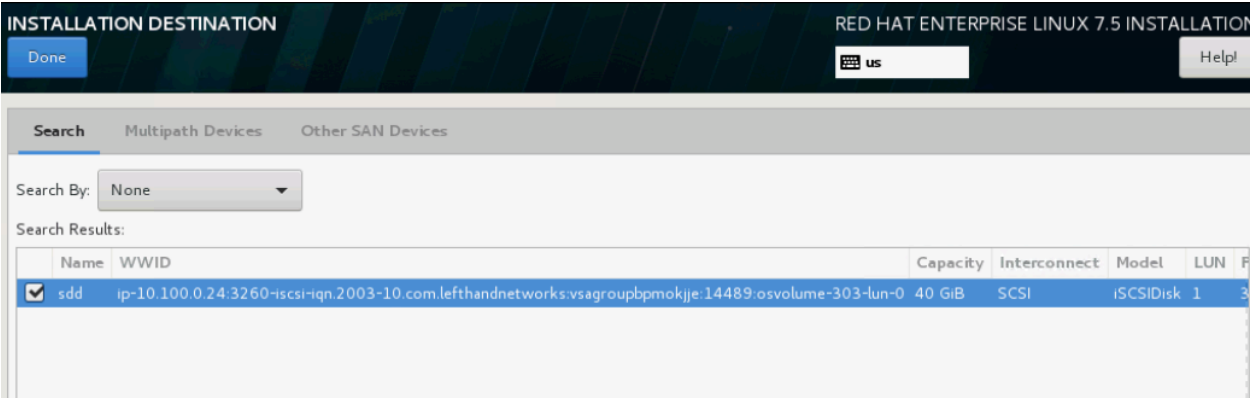 INSTALLATION DESTINATION
RED HAT ENTERPRISE LINUX 7.5 INSTALLATION
Done
us
Help!
Search Multipath Devices Other SAN Devices
Search By: None
Search Results:
Name WWID Capacity Interconnect Model LUN
sdd ip-10.100.0.24:3260-iscsi-iqn.2003-10.com.lefthandnetworks:vsagroupbpmokjje:14489:osvolume-303-lun-0 40 GiB SCSI iSCSIDisk 1